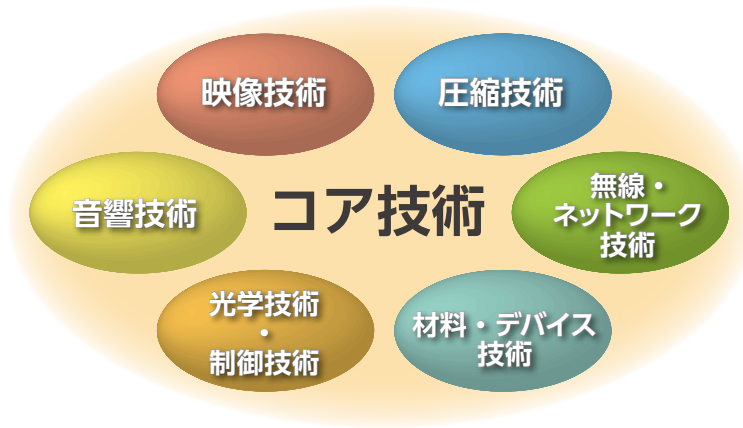 映像技術
圧縮技術
音響技術
コア技術
無線・
ネットワーク
技術
光学技術
・
制御技術
材料・デバイス
技術